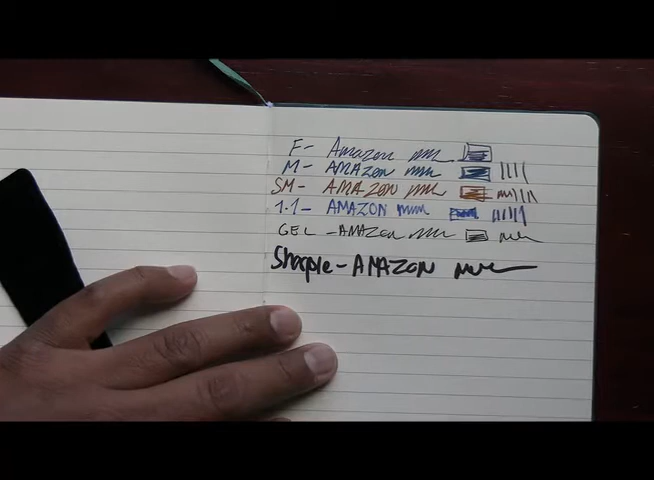 F- Amazon
M- AMAZON
SM- AMAZON
1.1- AMAZON
GEL -AMAZON
Sharpie- AMAZON